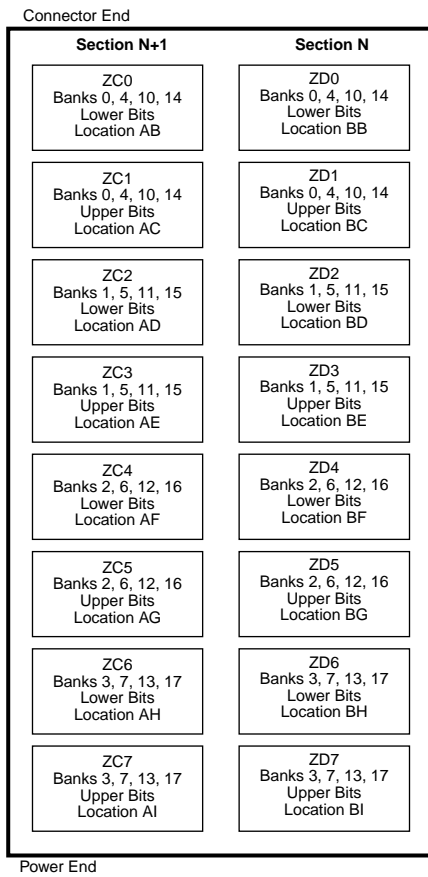 Connector End
Section N+1
Section N
ZC0
Banks 0, 4, 10, 14
Lower Bits
Location AB
ZD0
Banks 0, 4, 10, 14
Lower Bits
Location BB
ZC1
Banks 0, 4, 10, 14
Upper Bits
Location AC
ZD1
Banks 0, 4, 10, 14
Upper Bits
Location BC
ZC2
Banks 1, 5, 11, 15
Lower Bits
Location AD
ZD2
Banks 1, 5, 11, 15
Lower Bits
Location BD
ZC3
Banks 1, 5, 11, 15
Upper Bits
Location AE
ZD3
Banks 1, 5, 11, 15
Upper Bits
Location BE
ZC4
Banks 2, 6, 12, 16
Lower Bits
Location AF
ZD4
Banks 2, 6, 12, 16
Lower Bits
Location BF
ZC5
Banks 2, 6, 12, 16
Upper Bits
Location AG
ZD5
Banks 2, 6, 12, 16
Upper Bits
Location BG
ZC6
Banks 3, 7, 13, 17
Lower Bits
Location AH
ZD6
Banks 3, 7, 13, 17
Lower Bits
Location BH
ZC7
Banks 3, 7, 13, 17
Upper Bits
Location AI
ZD7
Banks 3, 7, 13, 17
Upper Bits
Location BI
Power End